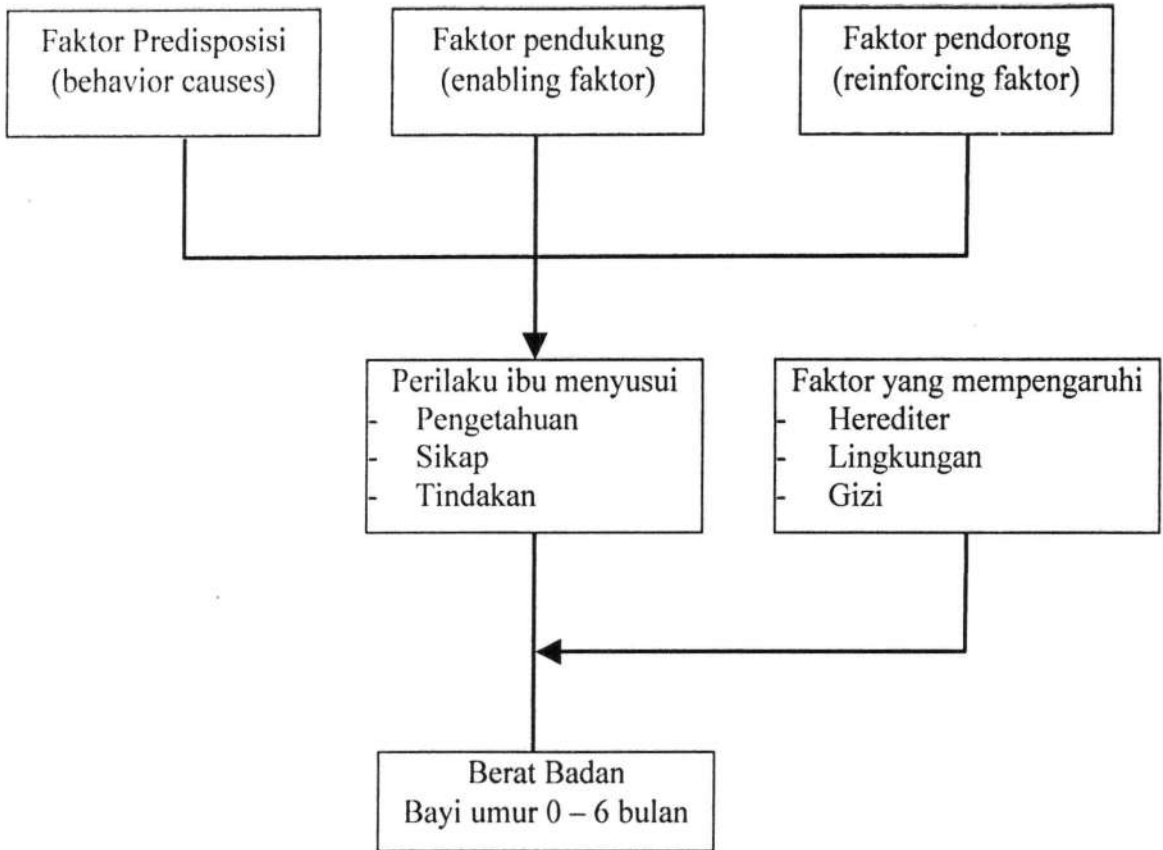 Faktor Predisposisi
(behavior causes)
Faktor pendukung
(enabling faktor)
Faktor pendorong
(reinforcing faktor)
Perilaku ibu menyusui
- Pengetahuan
- Sikap
- Tindakan
Faktor yang mempengaruhi
- Herediter
- Lingkungan
- Gizi
Berat Badan
Bayi umur 0 – 6 bulan